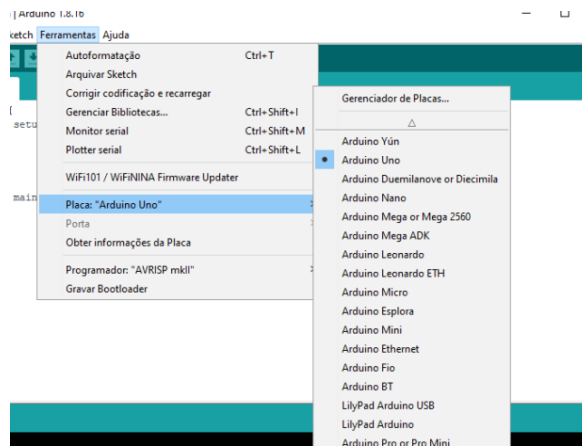 | Arduino 1.8.16
ketch Ferramentas Ajuda
Autoformatação Ctrl+T
Arquivar Sketch
Corrigir codificação e recarregar
Gerenciar Bibliotecas... Ctrl+Shift+I
Monitor serial Ctrl+Shift+M
Plotter serial Ctrl+Shift+L
WiFi101 / WiFiNINA Firmware Updater
Placa: "Arduino Uno"
Porta
Obter informações da Placa
Programador: "AVRISP mkII"
Gravar Bootloader
setu
main
Gerenciador de Placas...
Arduino Yún
Arduino Uno
Arduino Duemilanove or Diecimila
Arduino Nano
Arduino Mega or Mega 2560
Arduino Mega ADK
Arduino Leonardo
Arduino Leonardo ETH
Arduino Micro
Arduino Esplora
Arduino Mini
Arduino Ethernet
Arduino Fio
Arduino BT
LilyPad Arduino USB
LilyPad Arduino
Arduino Pro or Pro Mini